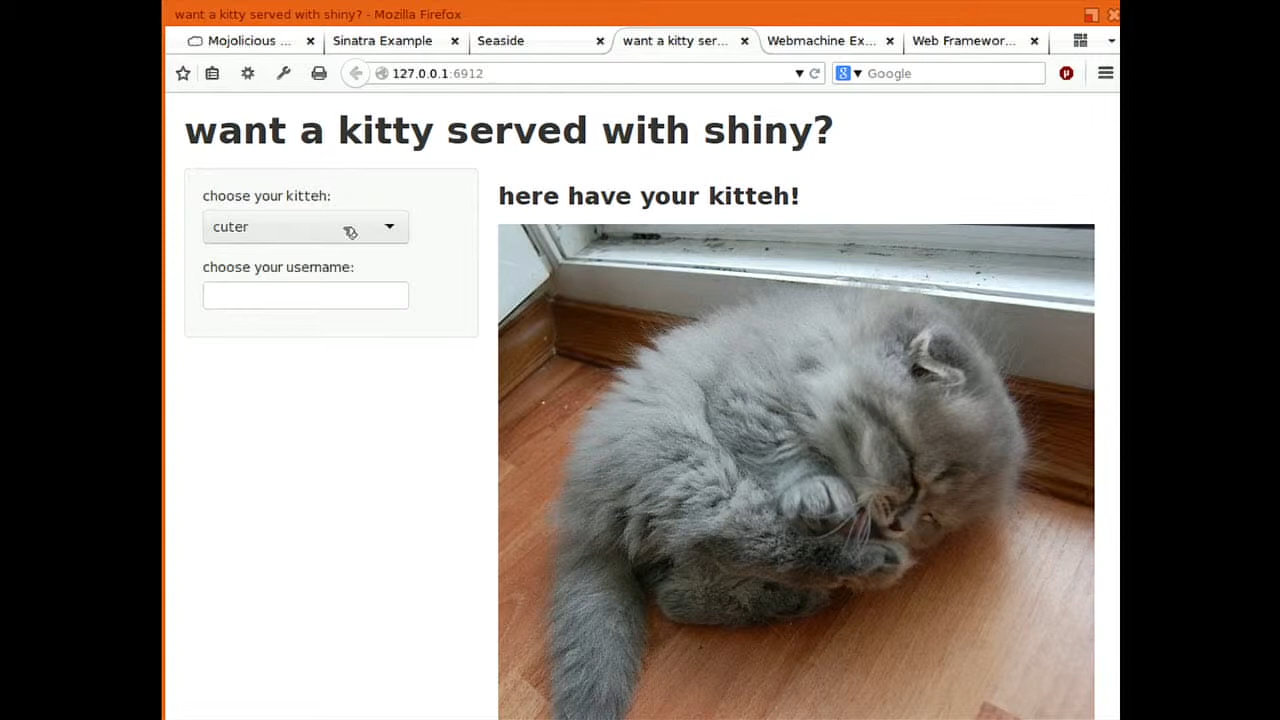 want a kitty served with shiny? - Mozilla Firefox
Mojolicious ...
Sinatra Example
Seaside
want a kitty ser...
Webmachine Ex...
Web Framewor...
127.0.0.1:6912
Google
want a kitty served with shiny?
choose your kitteh:
cuter
choose your username:
here have your kitteh!